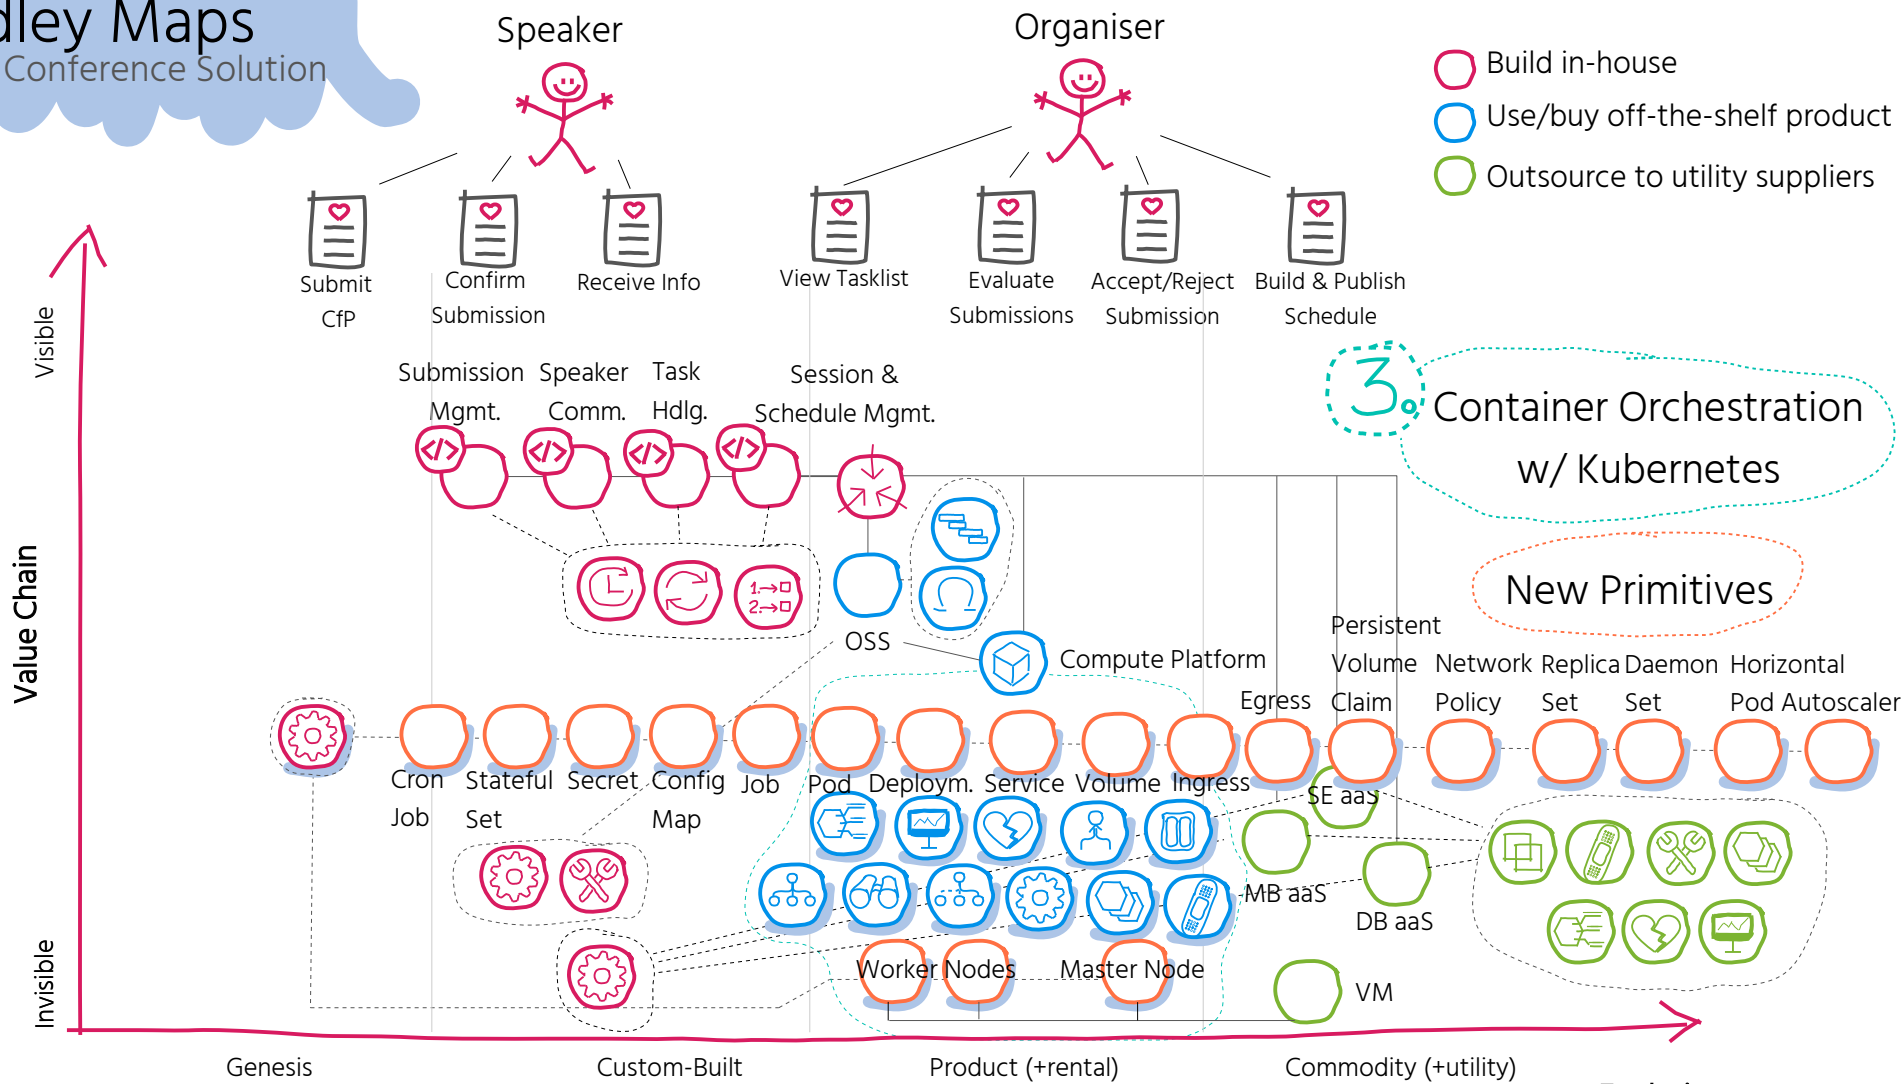 dley Maps
Conference Solution
Speaker
Organiser
Build in-house
Use/buy off-the-shelf product
Outsource to utility suppliers
Submit
CfP
Confirm
Submission
Receive Info
View Tasklist
Evaluate
Submissions
Accept/Reject
Submission
Build & Publish
Schedule
Visible
Value Chain
Invisible
Submission
Mgmt.
Speaker
Comm.
Task
Hdlg.
Session &
Schedule Mgmt.
</>
</>
</>
</>
3.
Container Orchestration
w/ Kubernetes
New Primitives
1.→
2.→
OSS
Compute Platform
Egress
Persistent
Volume
Claim
Network
Policy
Replica
Set
Daemon
Set
Horizontal
Pod Autoscaler
Cron
Job
Stateful
Set
Secret
Config
Map
Job
Pod
Deploym.
Service
Volume
Ingress
SE aaS
MB aaS
DB aaS
Worker Nodes
Master Node
VM
Genesis
Custom-Built
Product (+rental)
Commodity (+utility)